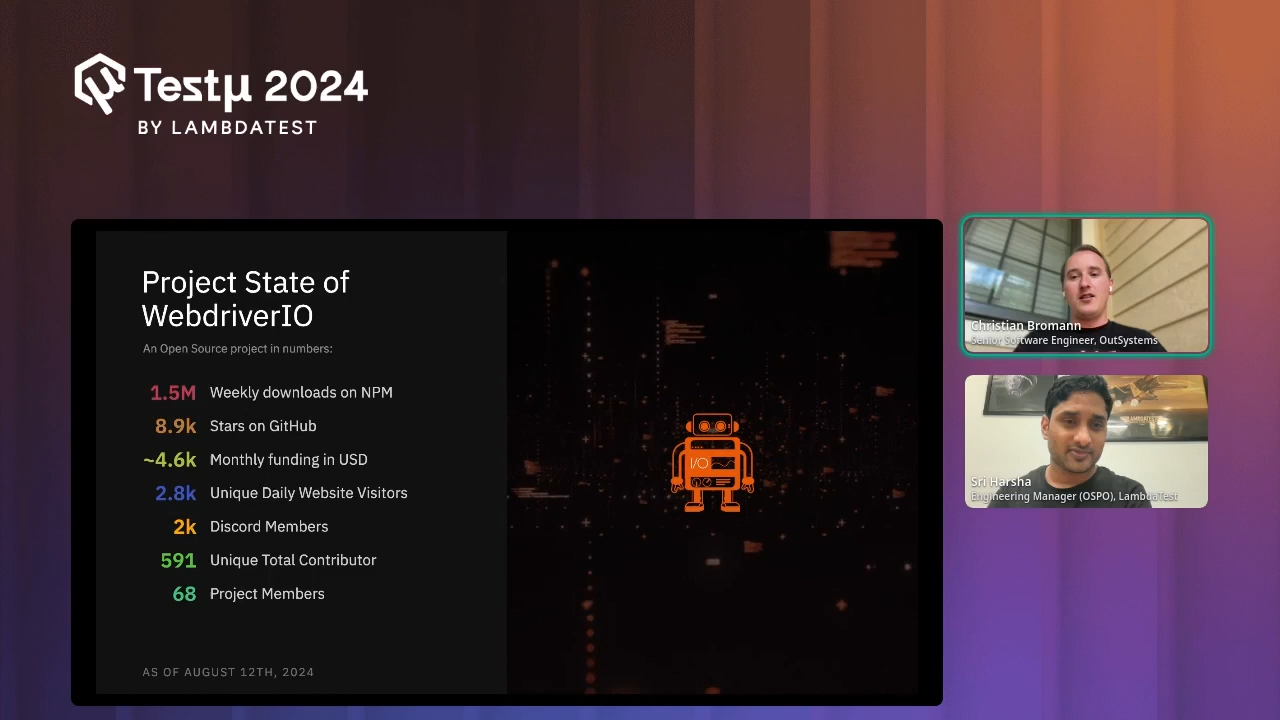 Testμ 2024
BY LAMBDATEST
Project State of
WebdriverIO
An Open Source project in numbers:
1.5M Weekly downloads on NPM
8.9k Stars on GitHub
~4.6k Monthly funding in USD
2.8k Unique Daily Website Visitors
2k Discord Members
591 Unique Total Contributor
68 Project Members
AS OF AUGUST 12TH, 2024
I/O
Christian Bromann
Senior Software Engineer, OutSystems
Sri Harsha
Engineering Manager (OSPO), LambdaTest